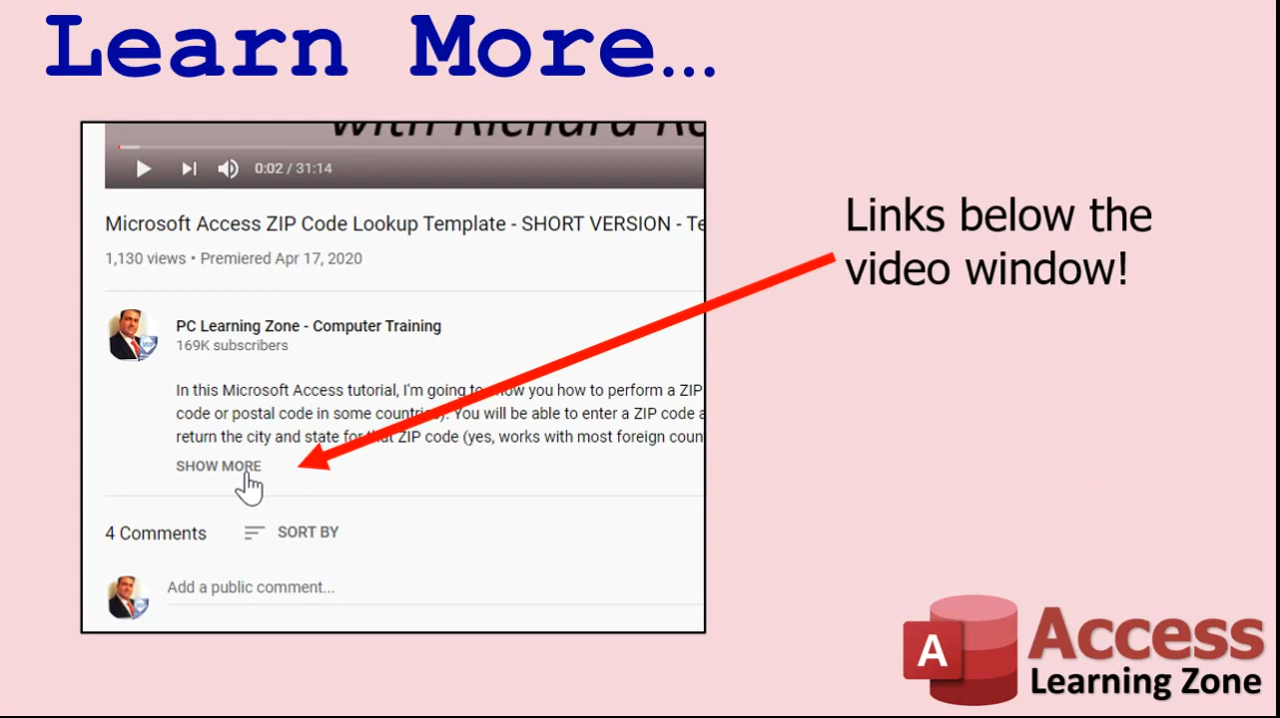 Learn More...
with Richard
0:02 / 31:14
Microsoft Access ZIP Code Lookup Template - SHORT VERSION -
1,130 views • Premiered Apr 17, 2020
Links below the
video window!
PC Learning Zone - Computer Training
169K subscribers
In this Microsoft Access tutorial, I'm going to show you how to perform a ZIP
code or postal code in some countries). You will be able to enter a ZIP code
return the city and state for that ZIP code (yes, works with most foreign
SHOW MORE
4 Comments SORT BY
Add a public comment...
A
Access
Learning Zone